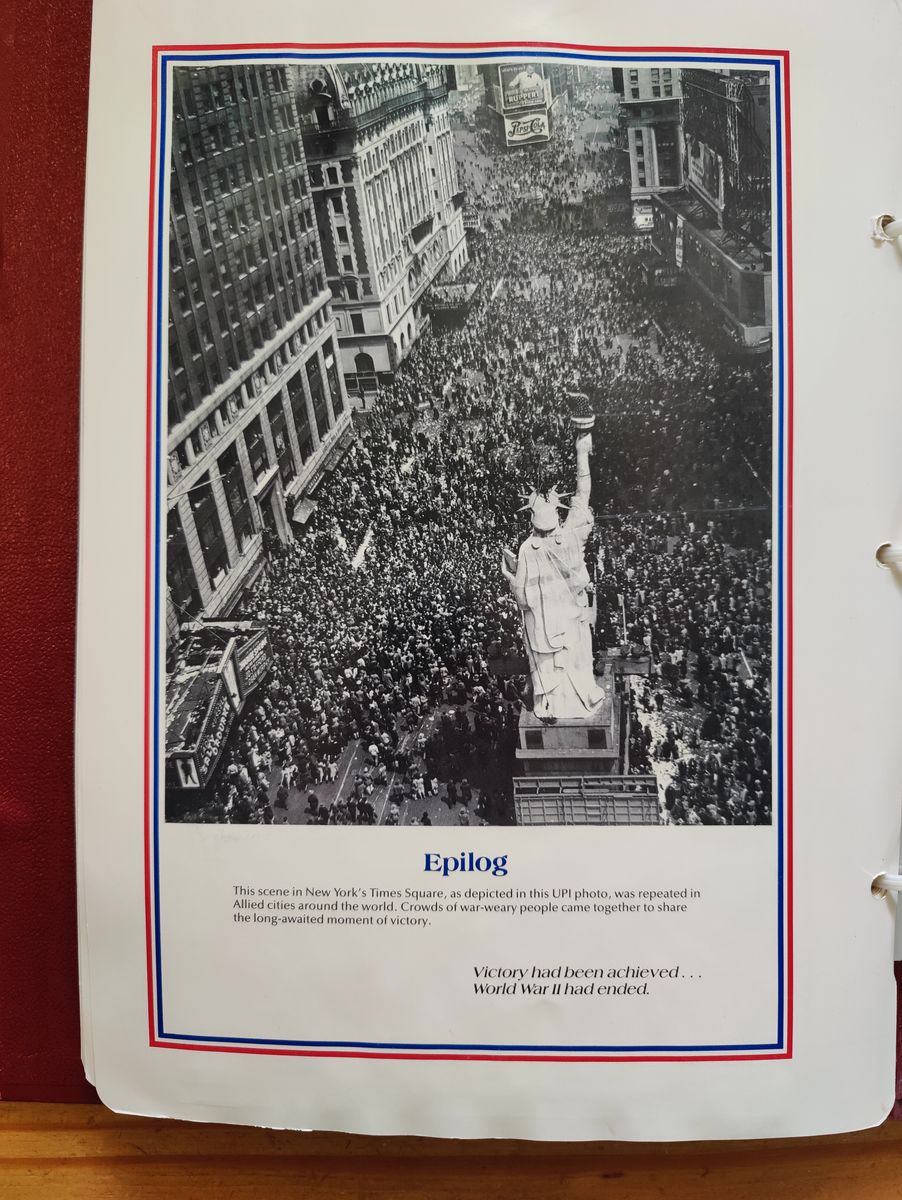 RUPPERT
PEPSI-COLA
Epilog
This scene in New York's Times Square, as depicted in this UPI photo, was repeated in
Allied cities around the world. Crowds of war-weary people came together to share
the long-awaited moment of victory.
Victory had been achieved . . .
World War II had ended.